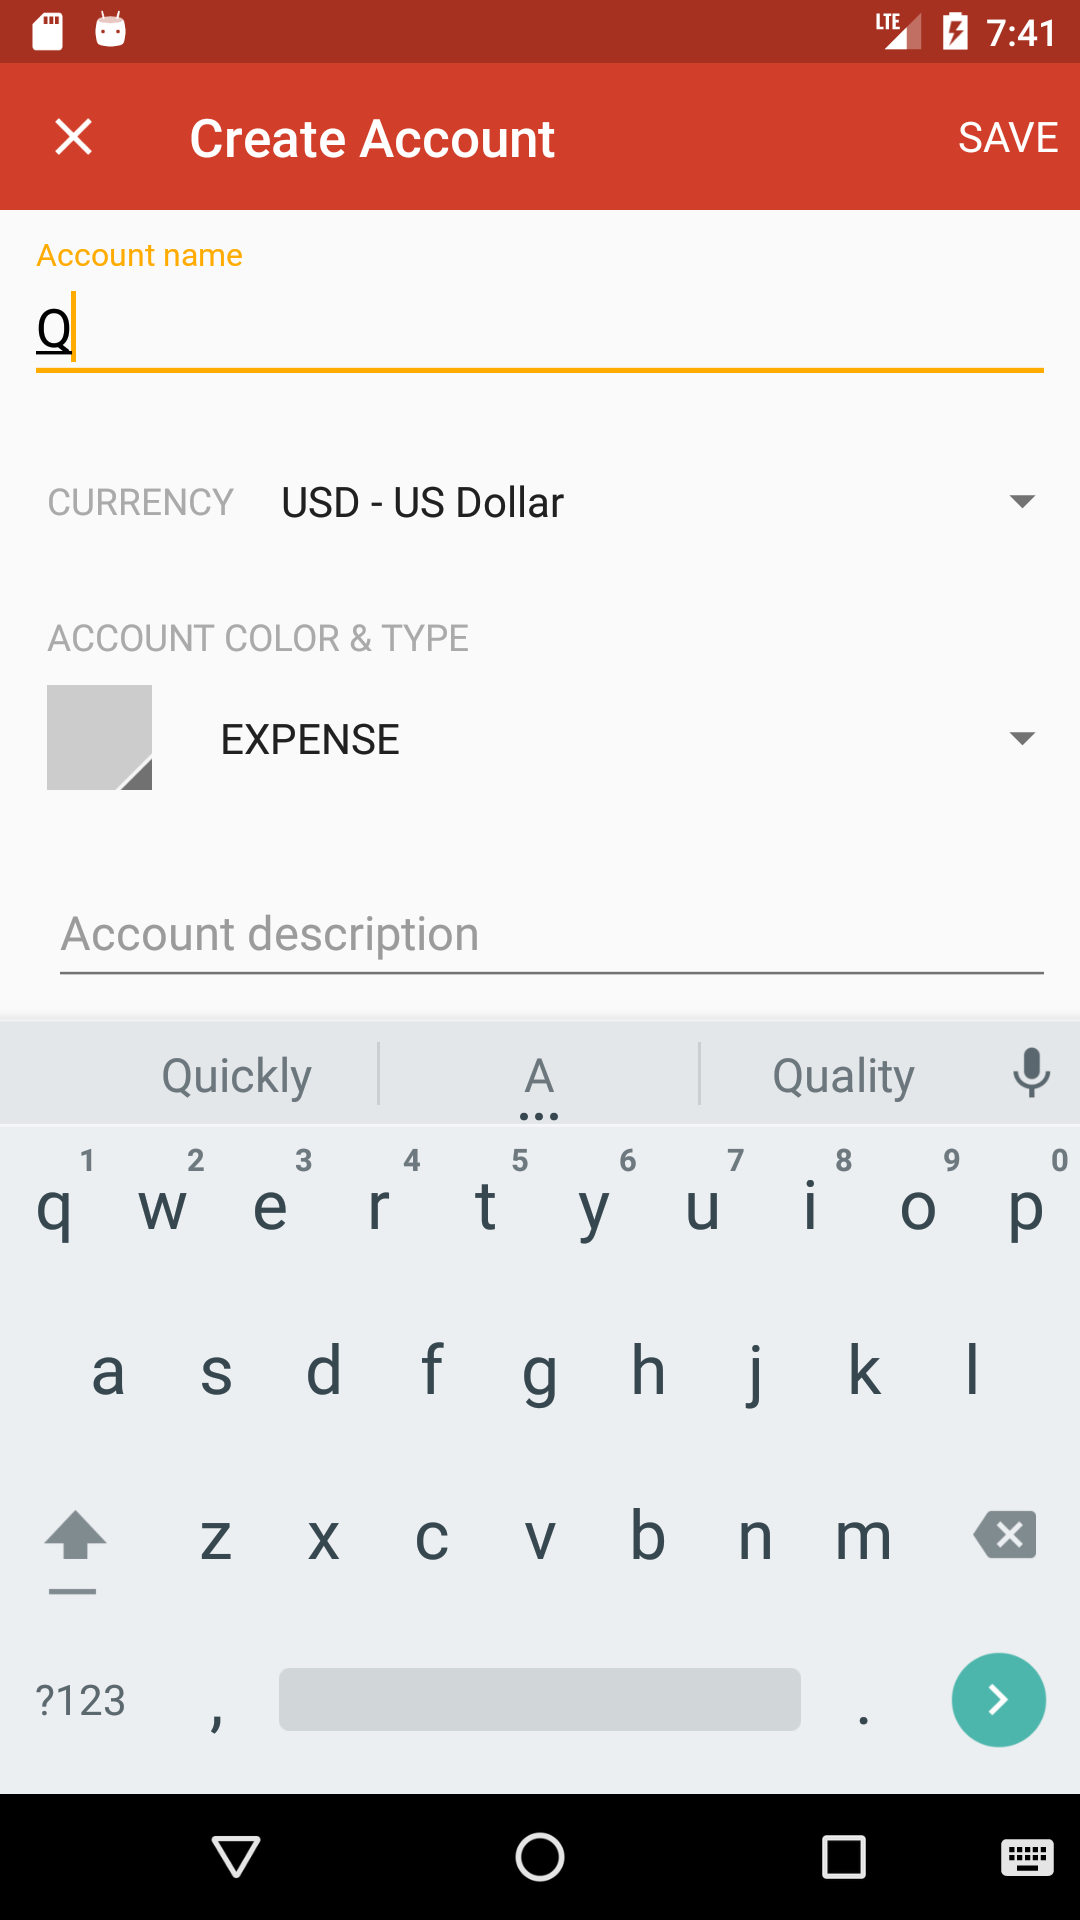 LTE 7:41
Create Account SAVE
Account name
Q
CURRENCY USD - US Dollar
ACCOUNT COLOR & TYPE
EXPENSE
Account description
Quickly A Quality
1 2 3 4 5 6 7 8 9 0
q w e r t y u i o p
a s d f g h j k l
z x c v b n m
?123 , .